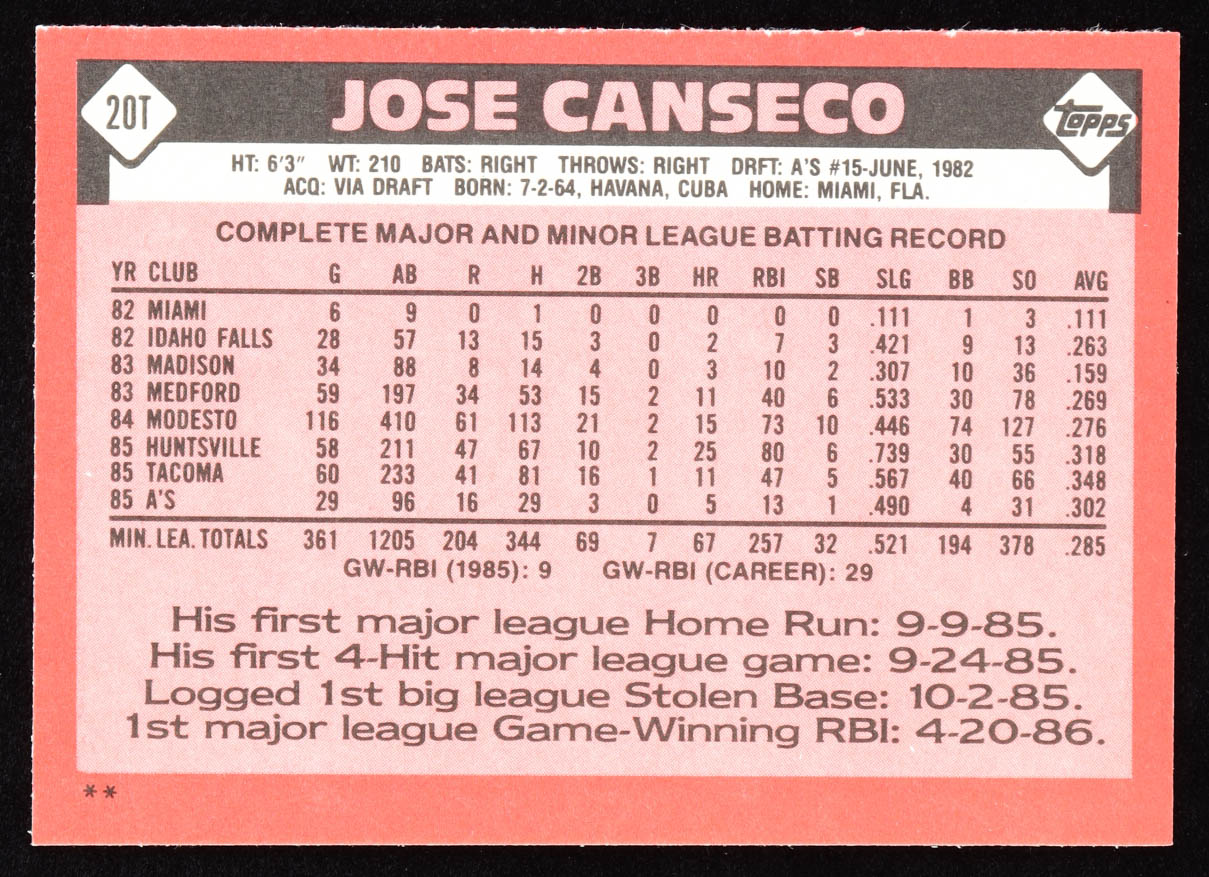 20T
JOSE CANSECO
topps
HT: 6'3" WT: 210 BATS: RIGHT THROWS: RIGHT DRFT: A'S #15-JUNE, 1982
ACQ: VIA DRAFT BORN: 7-2-64, HAVANA, CUBA HOME: MIAMI, FLA.
COMPLETE MAJOR AND MINOR LEAGUE BATTING RECORD
YR CLUB G AB R H 2B 3B HR RBI SB SLG BB SO AVG
82 MIAMI 6 9 0 1 0 0 0 0 0 .111 1 3 .111
82 IDAHO FALLS 28 57 13 15 3 0 2 7 3 .421 9 13 .263
83 MADISON 34 88 8 14 4 0 3 10 2 .307 10 36 .159
83 MEDFORD 59 197 34 53 15 2 11 40 6 .533 30 78 .269
84 MODESTO 116 410 61 113 21 2 15 73 10 .446 74 127 .276
85 HUNTSVILLE 58 211 47 67 10 2 25 80 6 .739 30 55 .318
85 TACOMA 60 233 41 81 16 1 11 47 5 .567 40 66 .348
85 A'S 29 96 16 29 3 0 5 13 1 .490 4 31 .302
MIN. LEA. TOTALS 361 1205 204 344 69 7 67 257 32 .521 194 378 .285
GW-RBI (1985): 9 GW-RBI (CAREER): 29
His first major league Home Run: 9-9-85.
His first 4-Hit major league game: 9-24-85.
Logged 1st big league Stolen Base: 10-2-85.
1st major league Game-Winning RBI: 4-20-86.
**